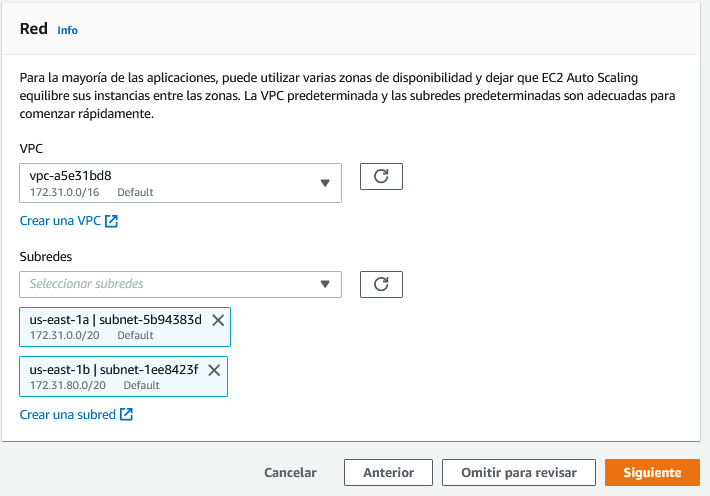 Red Info
Para la mayoría de las aplicaciones, puede utilizar varias zonas de disponibilidad y dejar que EC2 Auto Scaling
equilibre sus instancias entre las zonas. La VPC predeterminada y las subredes predeterminadas son adecuadas para
comenzar rápidamente.
VPC
vpc-a5e31bd8
172.31.0.0/16 Default
Crear una VPC
Subredes
Seleccionar subredes
us-east-1a | subnet-5b94383d
172.31.0.0/20 Default
us-east-1b | subnet-1ee8423f
172.31.80.0/20 Default
Crear una subred
Cancelar Anterior Omitir para revisar Siguiente